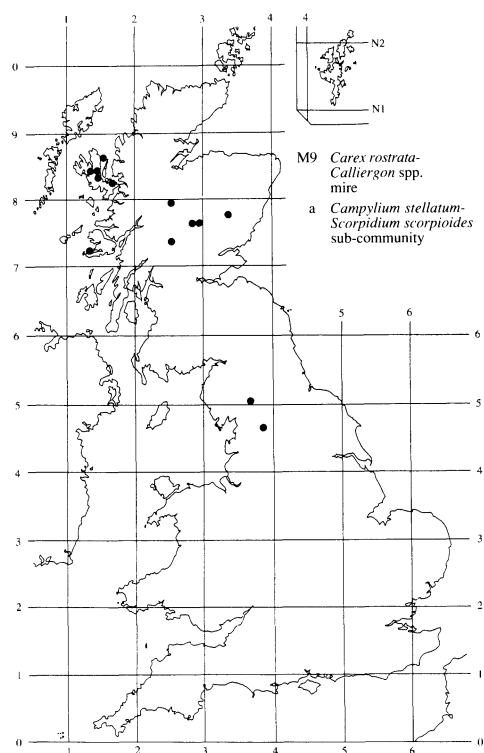 2 3 4
0
4
N2
N1
9
M9 Carex rostrata-
Calliergon spp.
mire
8
a Campylium stellatum-
Scorpidium scorpioides
sub-community
7
5 6
6 6
5 5
4 4
3 3
2 2
1 1
0 0
1 2 3 4 5 6